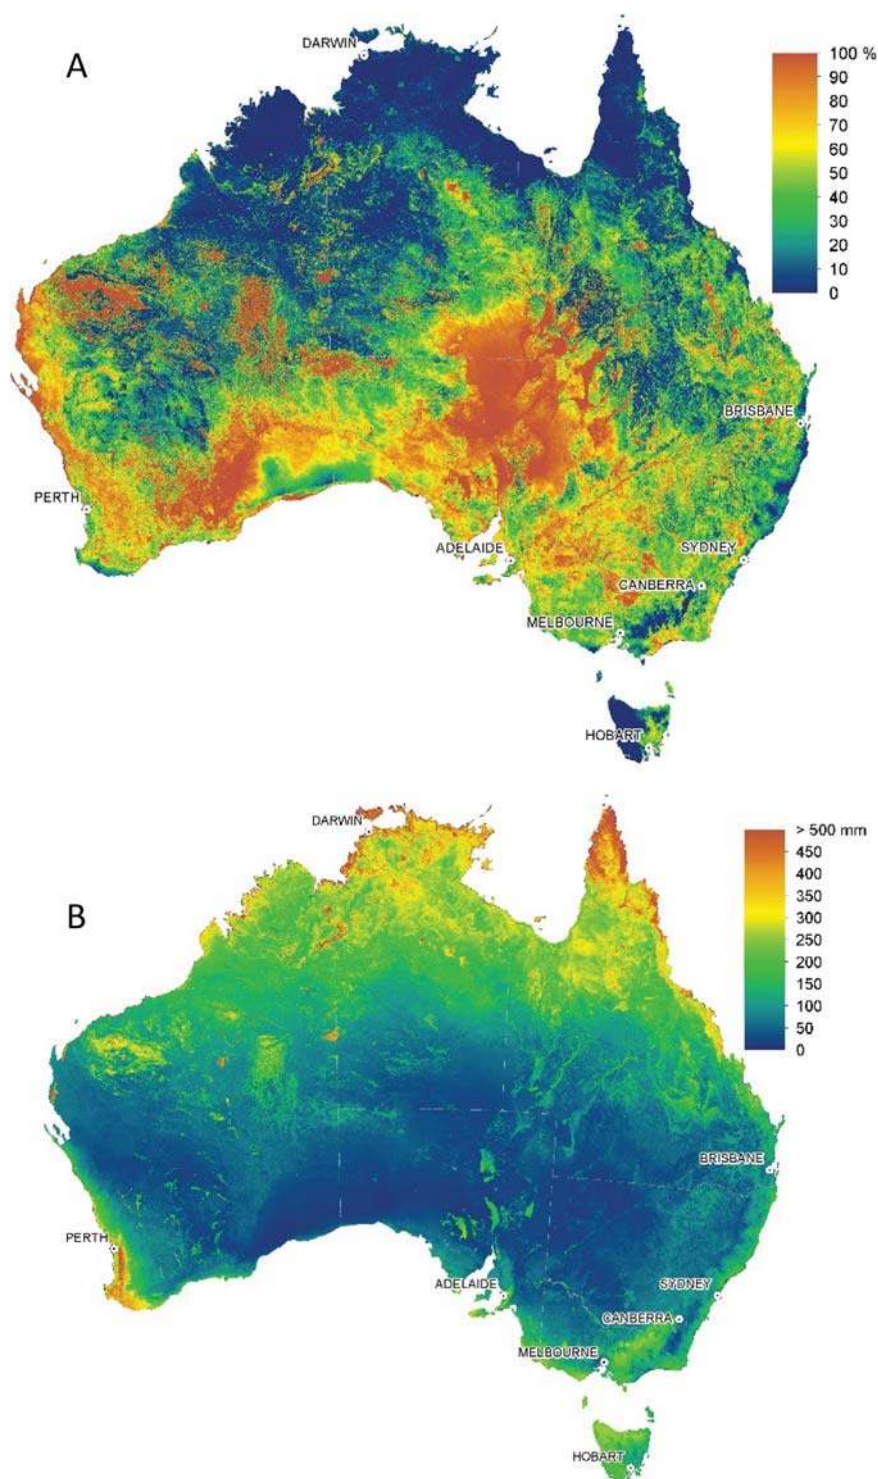 A
DARWIN
100 %
90
80
70
60
50
40
30
20
10
0
BRISBANE
PERTH
ADELAIDE
SYDNEY
CANBERRA
MELBOURNE
HOBART
B
DARWIN
> 500 mm
450
400
350
300
250
200
150
100
50
0
BRISBANE
PERTH
ADELAIDE
SYDNEY
CANBERRA
MELBOURNE
HOBART